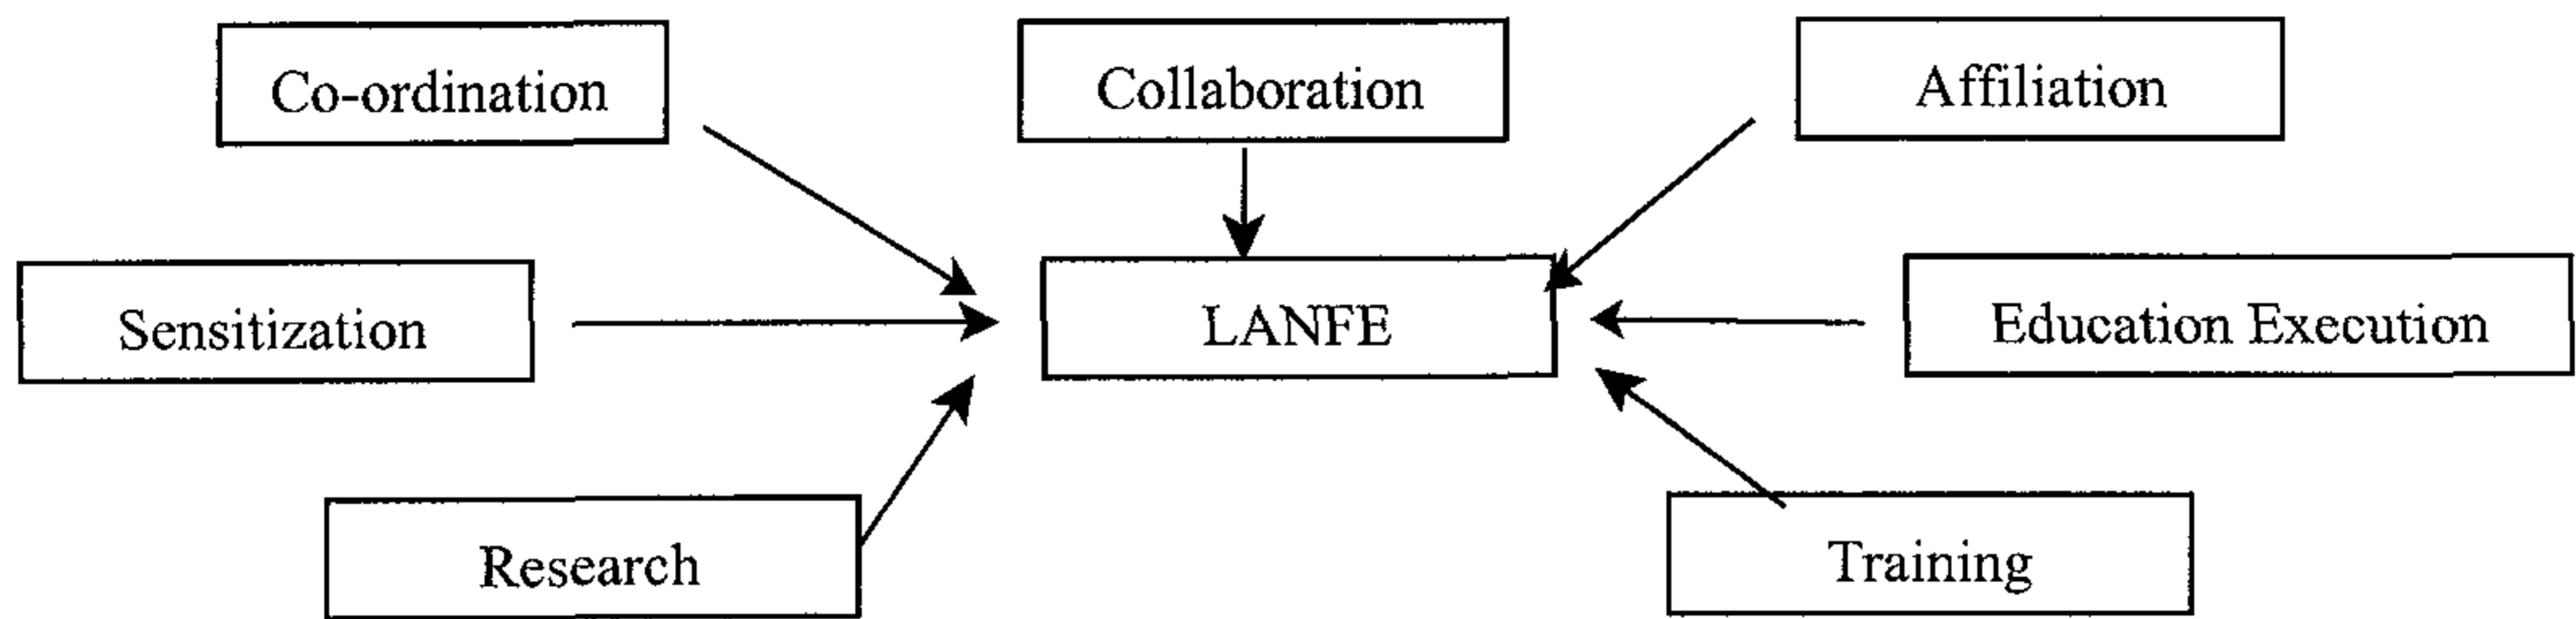 Co-ordination
Collaboration
Affiliation
Sensitization
LANFE
Education Execution
Research
Training